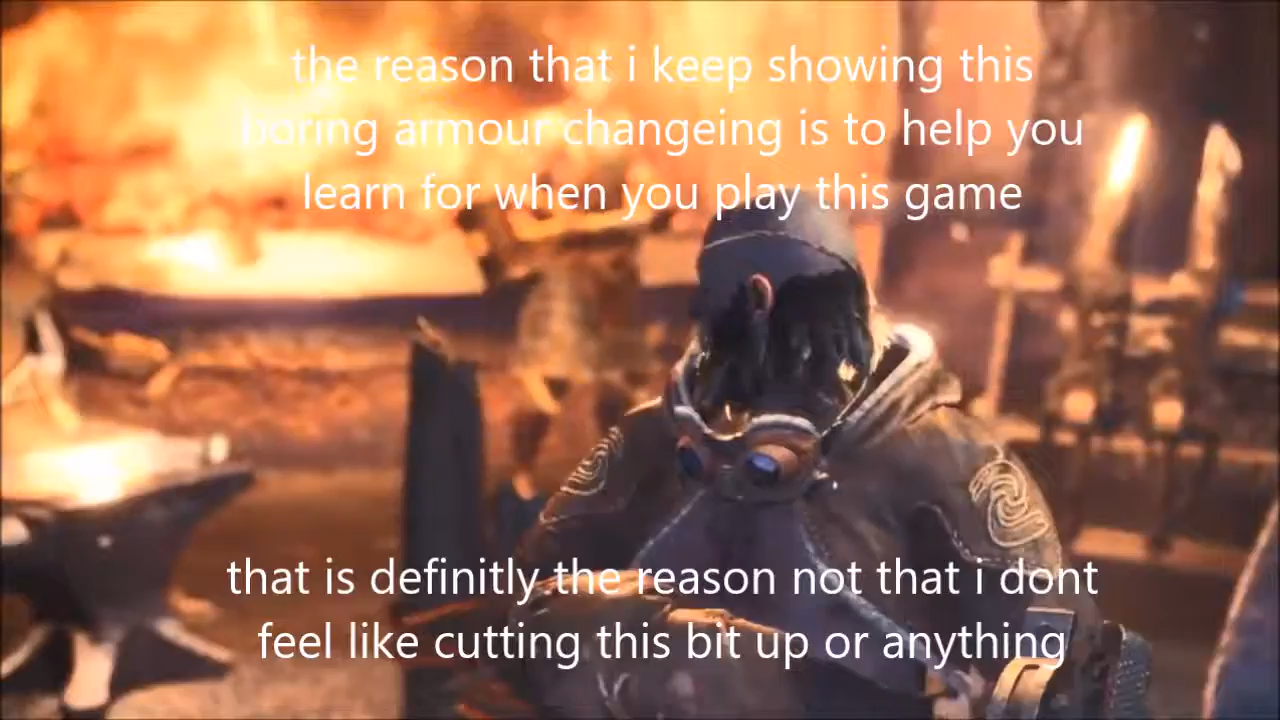 the reason that i keep showing this
boring armour changeing is to help you
learn for when you play this game
that is definitly the reason not that i dont
feel like cutting this bit up or anything